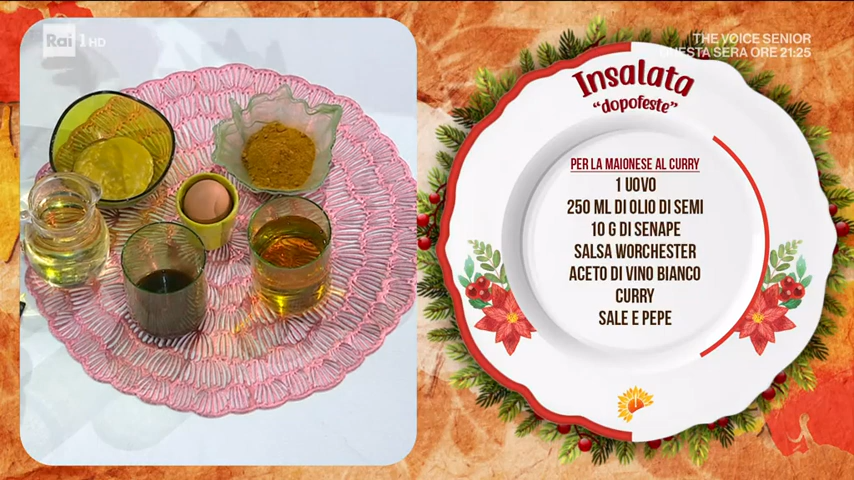 Rai 1 HD
THE VOICE SENIOR
QUESTA SERA ORE 21:25
Insalata
"dopofeste"
PER LA MAIONESE AL CURRY
1 UOVO
250 ML DI OLIO DI SEMI
10 G DI SENAPE
SALSA WORCHESTER
ACETO DI VINO BIANCO
CURRY
SALE E PEPE